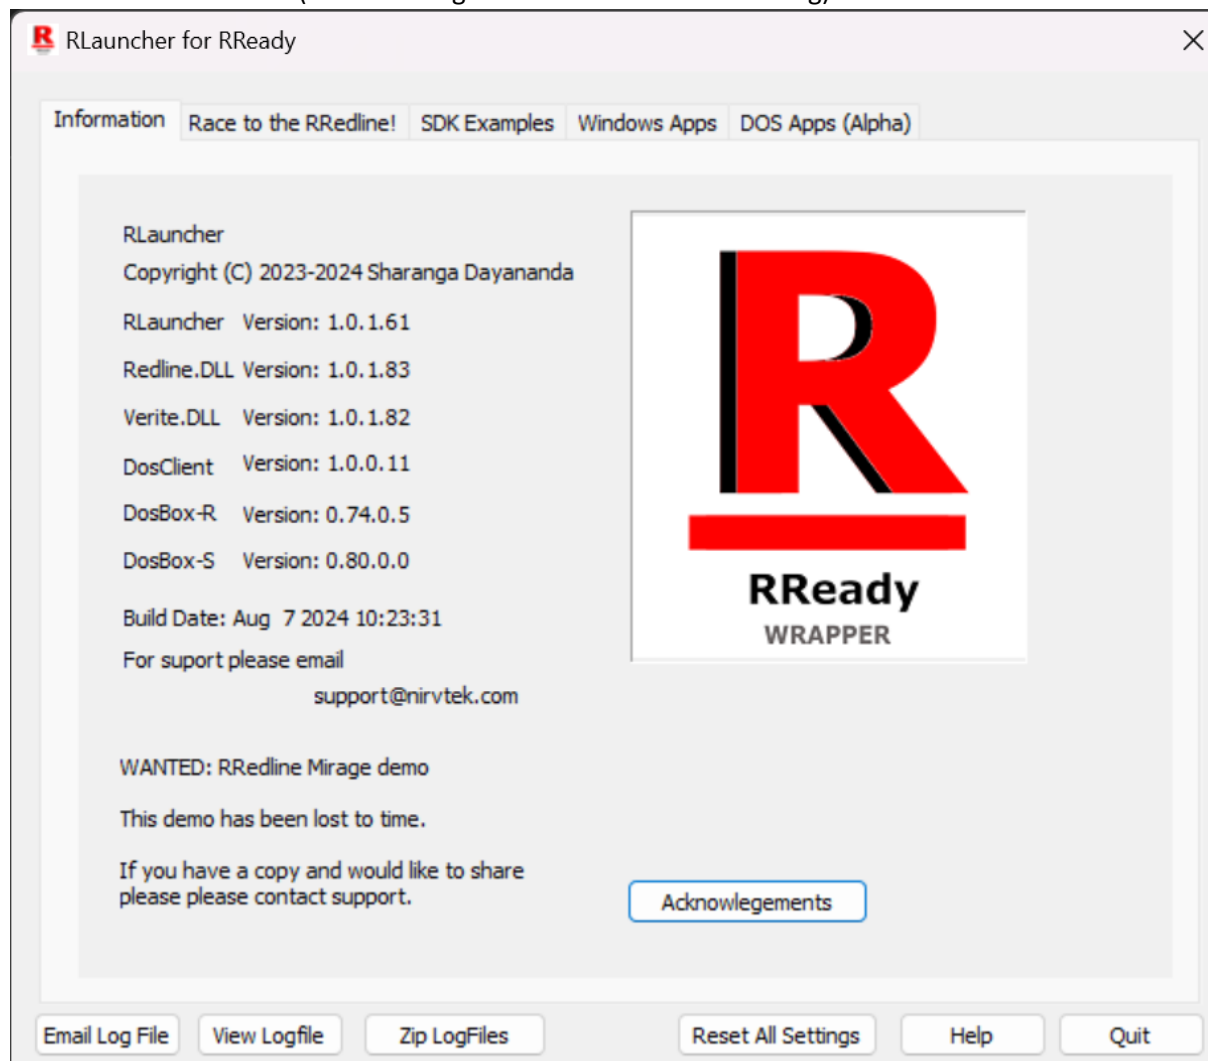 RLauncher for RReady
Information Race to the RRedline! SDK Examples Windows Apps DOS Apps (Alpha)
RLauncher
Copyright (C) 2023-2024 Sharanga Dayananda
RLauncher Version: 1.0.1.61
Redline.DLL Version: 1.0.1.83
Verite.DLL Version: 1.0.1.82
DosClient Version: 1.0.0.11
DosBox-R Version: 0.74.0.5
DosBox-S Version: 0.80.0.0
Build Date: Aug 7 2024 10:23:31
For suport please email
support@nirvtek.com
WANTED: RRedline Mirage demo
This demo has been lost to time.
If you have a copy and would like to share
please please contact support.
R
RReady
WRAPPER
Acknowlegements
Email Log File View Logfile Zip LogFiles Reset All Settings Help Quit